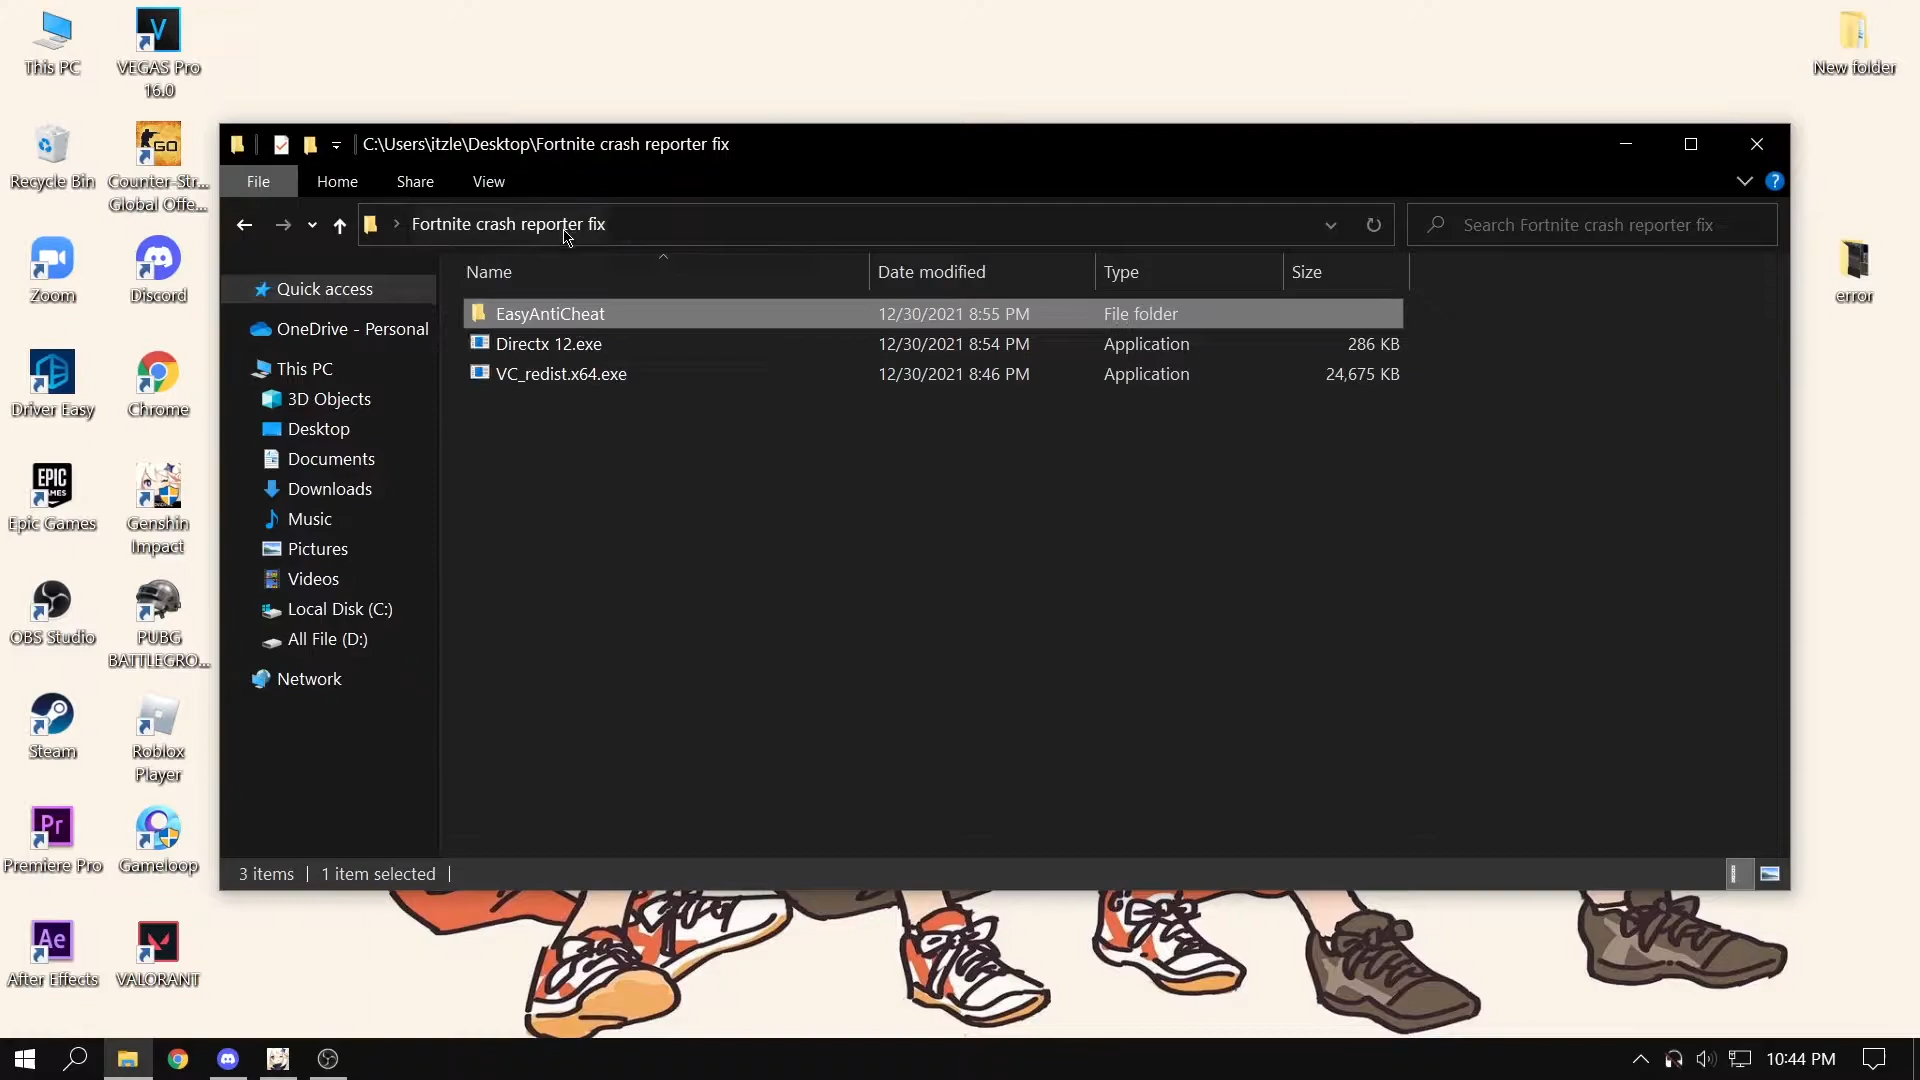 This PC
VEGAS Pro
16.0
Recycle Bin
Counter-Str...
Global Offe...
Zoom
Discord
Driver Easy
Chrome
EPIC
GAMES
Epic Games
Genshin
Impact
OBS Studio
PUBG
BATTLEGRO...
Steam
Roblox
Player
Pr
Premiere Pro
Gameloop
Ae
After Effects
VALORANT
New folder
error
C:\Users\itzle\Desktop\Fortnite crash reporter fix
File
Home
Share
View
Fortnite crash reporter fix
Search Fortnite crash reporter fix
Name
Date modified
Type
Size
EasyAntiCheat
12/30/2021 8:55 PM
File folder
Directx 12.exe
12/30/2021 8:54 PM
Application
286 KB
VC_redist.x64.exe
12/30/2021 8:46 PM
Application
24,675 KB
Quick access
OneDrive - Personal
This PC
3D Objects
Desktop
Documents
Downloads
Music
Pictures
Videos
Local Disk (C:)
All File (D:)
Network
3 items
1 item selected
10:44 PM